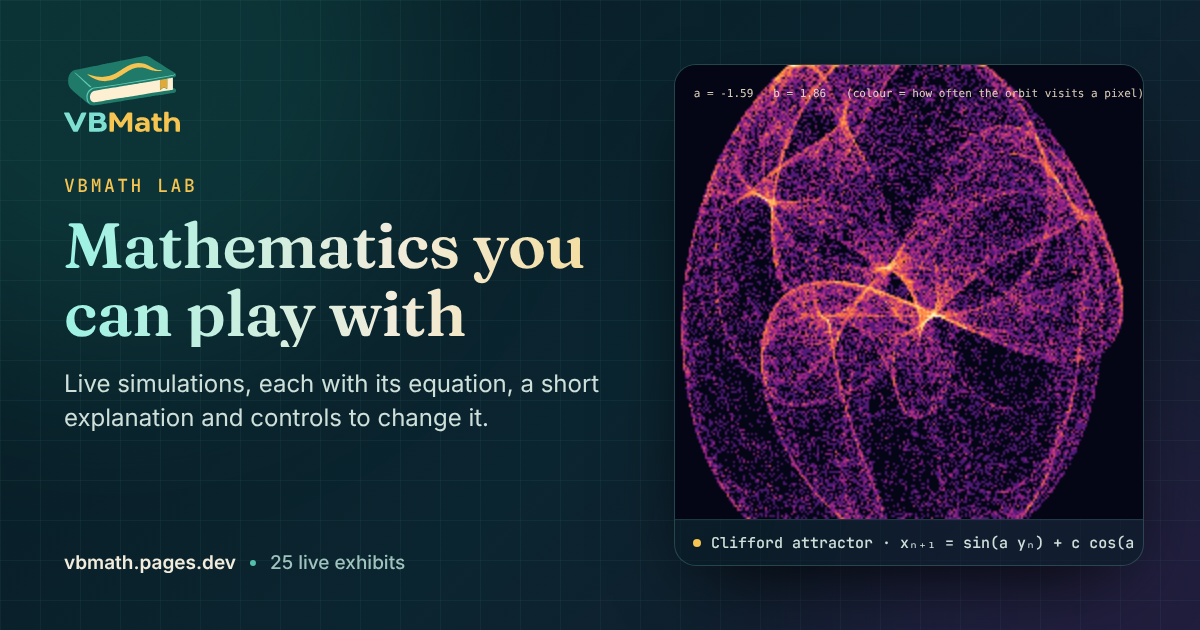 VBMath
VBMATH LAB
Mathematics you
can play with
Live simulations, each with its equation, a short
explanation and controls to change it.
vbmath.pages.dev • 25 live exhibits
a = -1.59 b = 1.86 (colour = how often the orbit visits a pixel)
Clifford attractor · xₙ₊₁ = sin(a yₙ) + c cos(a